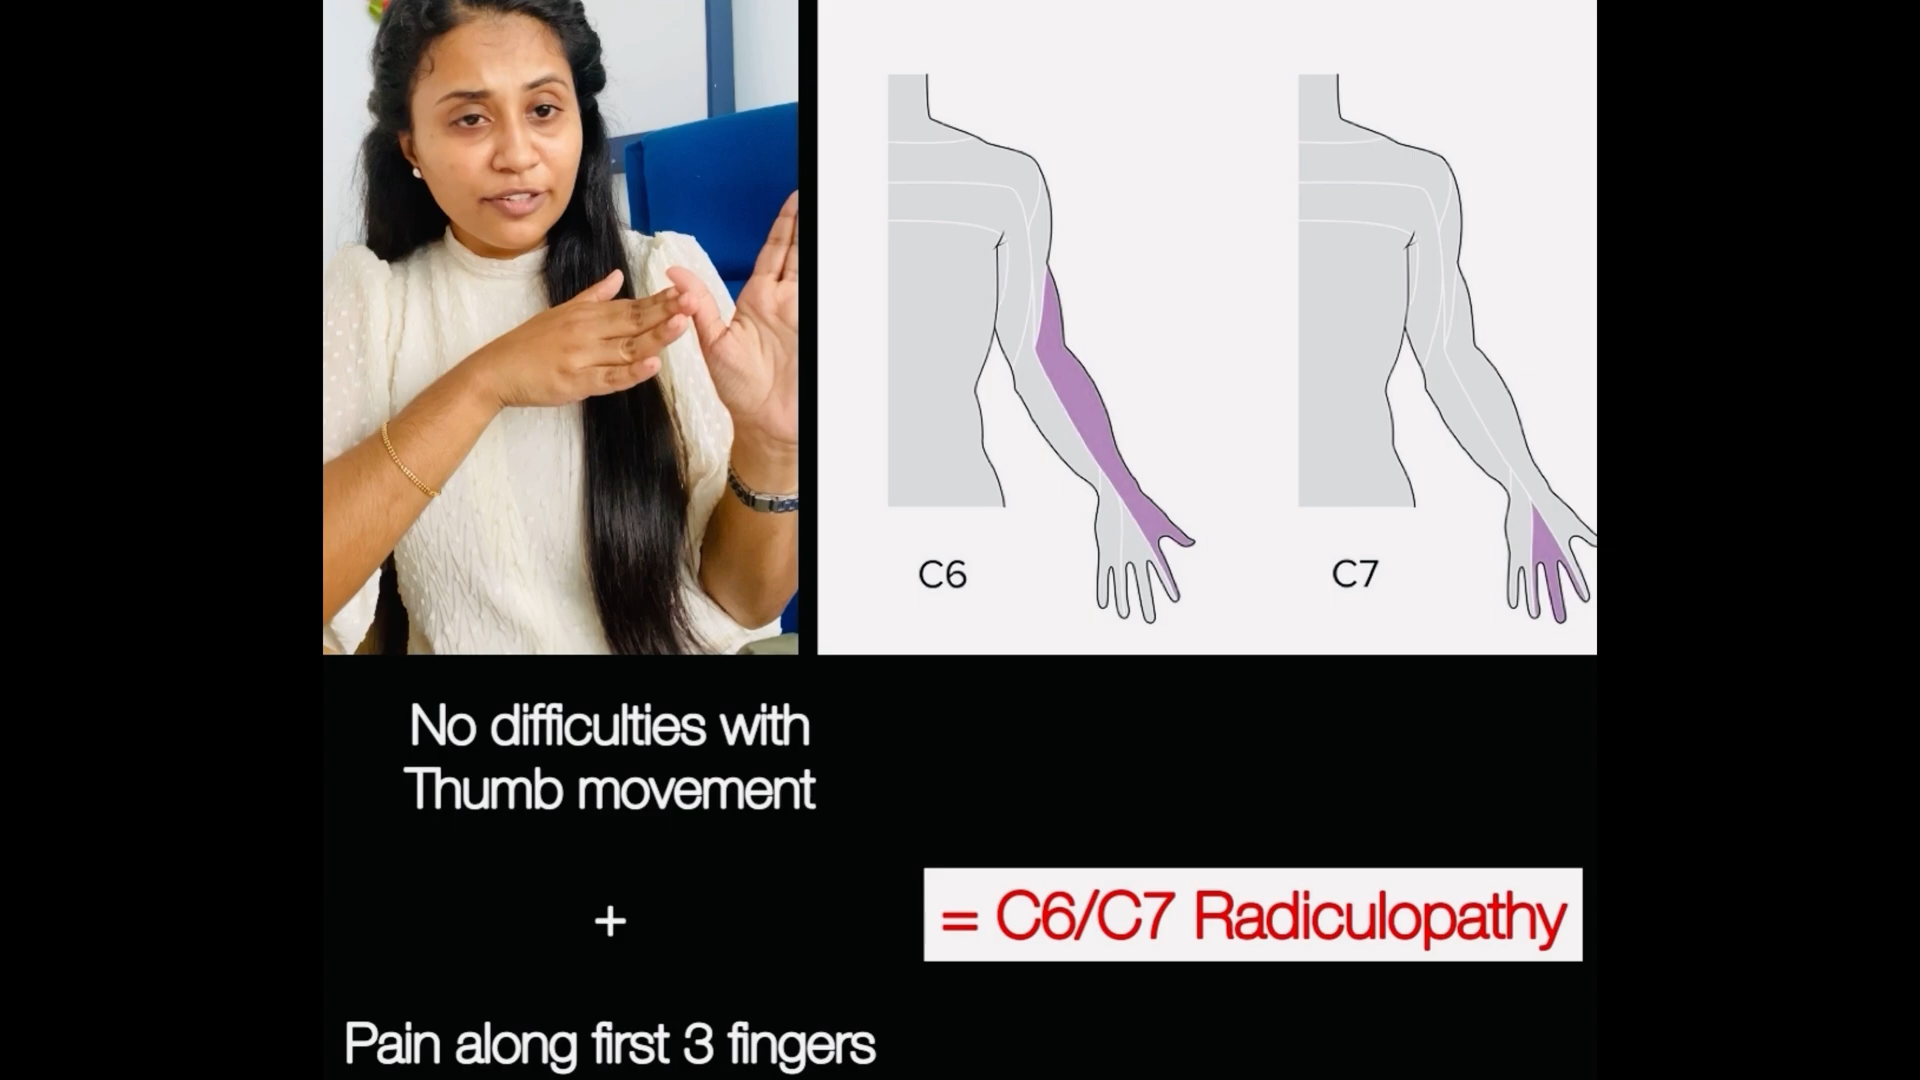 C6
C7
No difficulties with
Thumb movement
+
= C6/C7 Radiculopathy
Pain along first 3 fingers